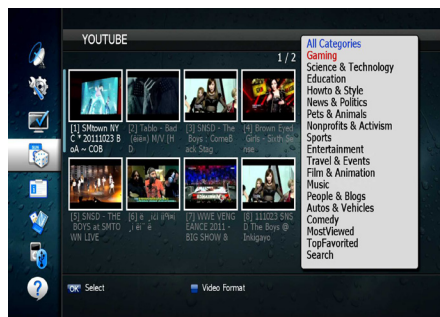 YOUTUBE
1 / 2
[1] SMtown NY
C * 20111023 B
oA ~ COB
[2] Tablo - Bad
M/V [H
D
[3] SNSD - The
Boys : ComeB
ack Stag
[4] Brown Eyed
Girls - Sixth Se
nse
[5] SNSD - THE
BOYS at SMTO
WN LIVE
[6]
[7] WWE VENG
EANCE 2011 -
BIG SHOW &
[8] 111023 SNS
D The Boys @
Inkigayo
All Categories
Gaming
Science & Technology
Education
Howto & Style
News & Politics
Pets & Animals
Nonprofits & Activism
Sports
Entertainment
Travel & Events
Film & Animation
Music
People & Blogs
Autos & Vehicles
Comedy
MostViewed
TopFavorited
Search
OK Select
Video Format